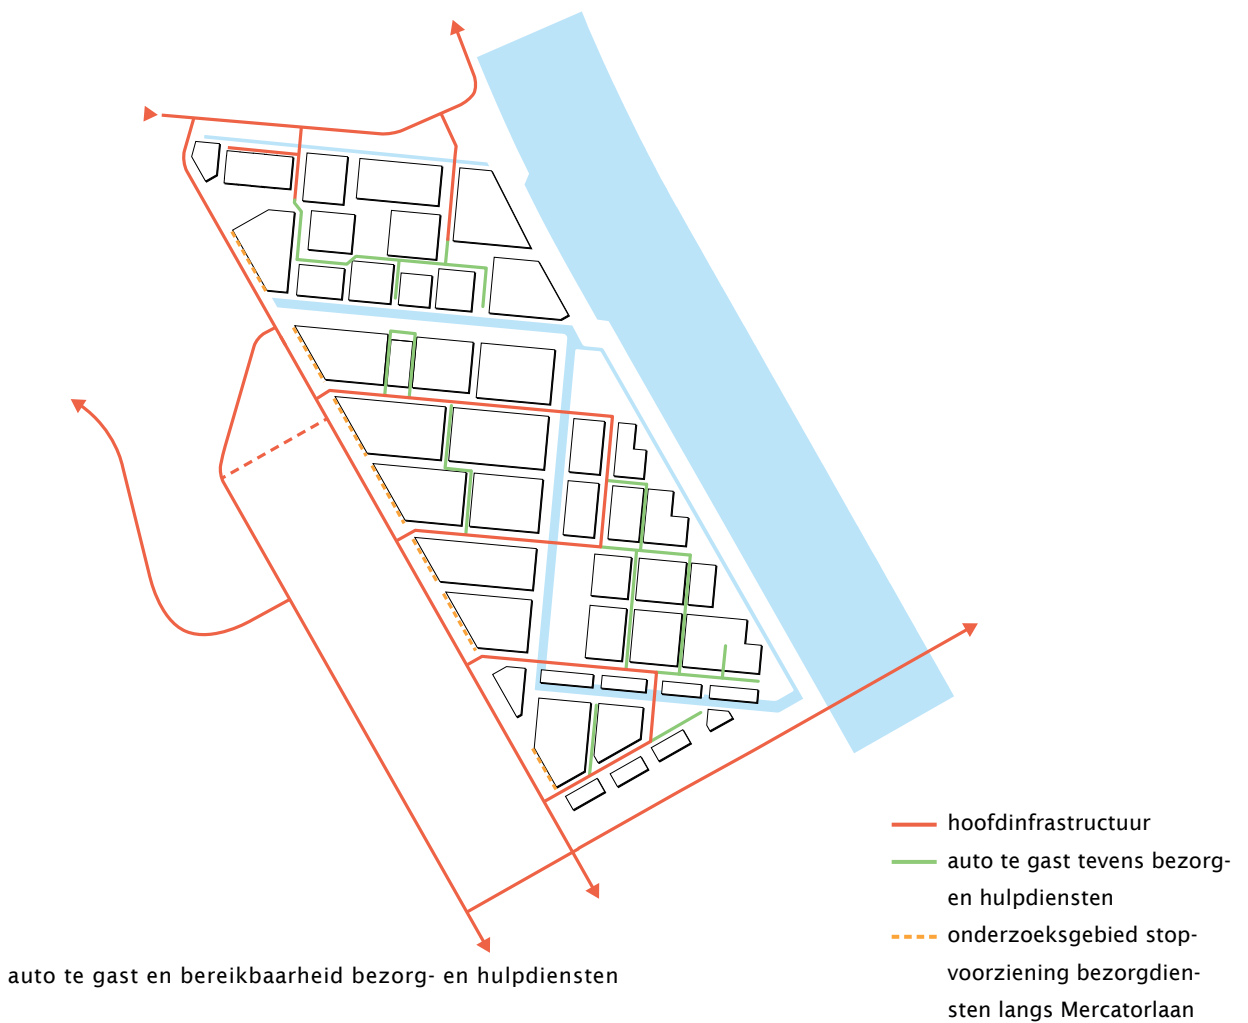 hoofdinfrastructuur
auto te gast tevens bezorg-
en hulpdiensten
onderzoeksgebied stop-
voorziening bezorgdien-
sten langs Mercatorlaan
auto te gast en bereikbaarheid bezorg- en hulpdiensten